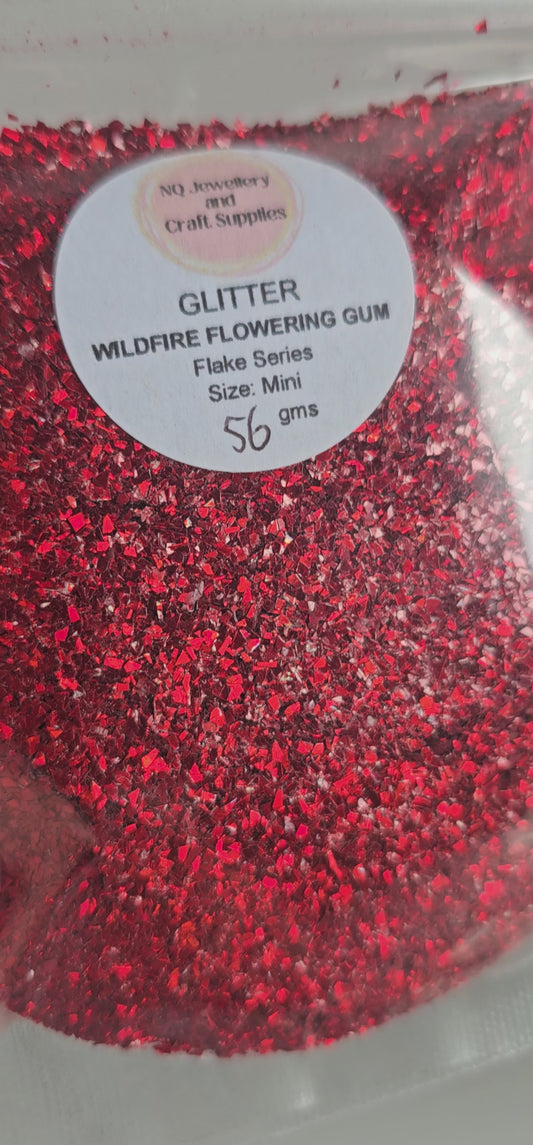 NQ Jewellery
and
Craft Supplies
GLITTER
WILDFIRE FLOWERING GUM
Flake Series
Size: Mini
56 gms